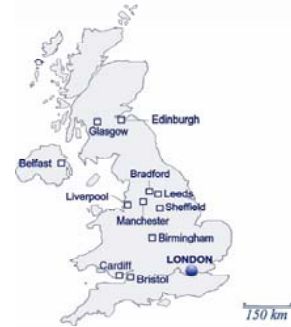 Edinburgh
Glasgow
Belfast
Bradford
Leeds
Liverpool
Sheffield
Manchester
Birmingham
LONDON
Cardiff
Bristol
150 km